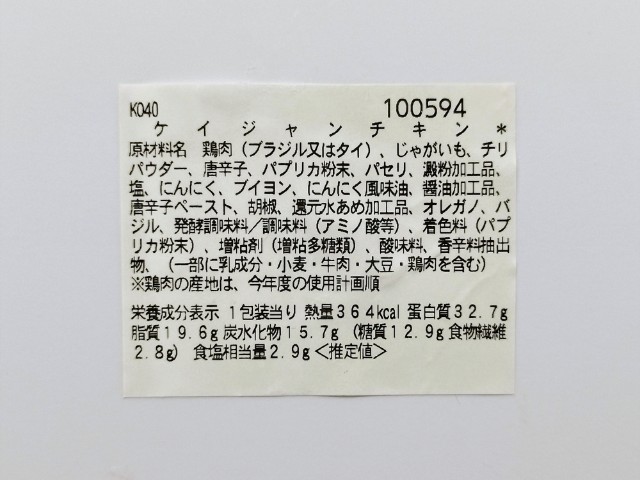 K040 100594
ケイジャンチキン＊
原材料名 鶏肉（ブラジル又はタイ）、じゃがいも、チリ
パウダー、唐辛子、パプリカ粉末、パセリ、澱粉加工品、
塩、にんにく、ブイヨン、にんにく風味油、醤油加工品、
唐辛子ペースト、胡椒、還元水あめ加工品、オレガノ、バ
ジル、発酵調味料／調味料（アミノ酸等）、着色料（パプ
リカ粉末）、増粘剤（増粘多糖類）、酸味料、香辛料抽出
物、（一部に乳成分・小麦・牛肉・大豆・鶏肉を含む）
※鶏肉の産地は、今年度の使用計画順
栄養成分表示 １包装当り 熱量３６４kcal 蛋白質３２.７g
脂質１９.６g 炭水化物１５.７g（糖質１２.９g 食物繊維
２.８g） 食塩相当量２.９g＜推定値＞